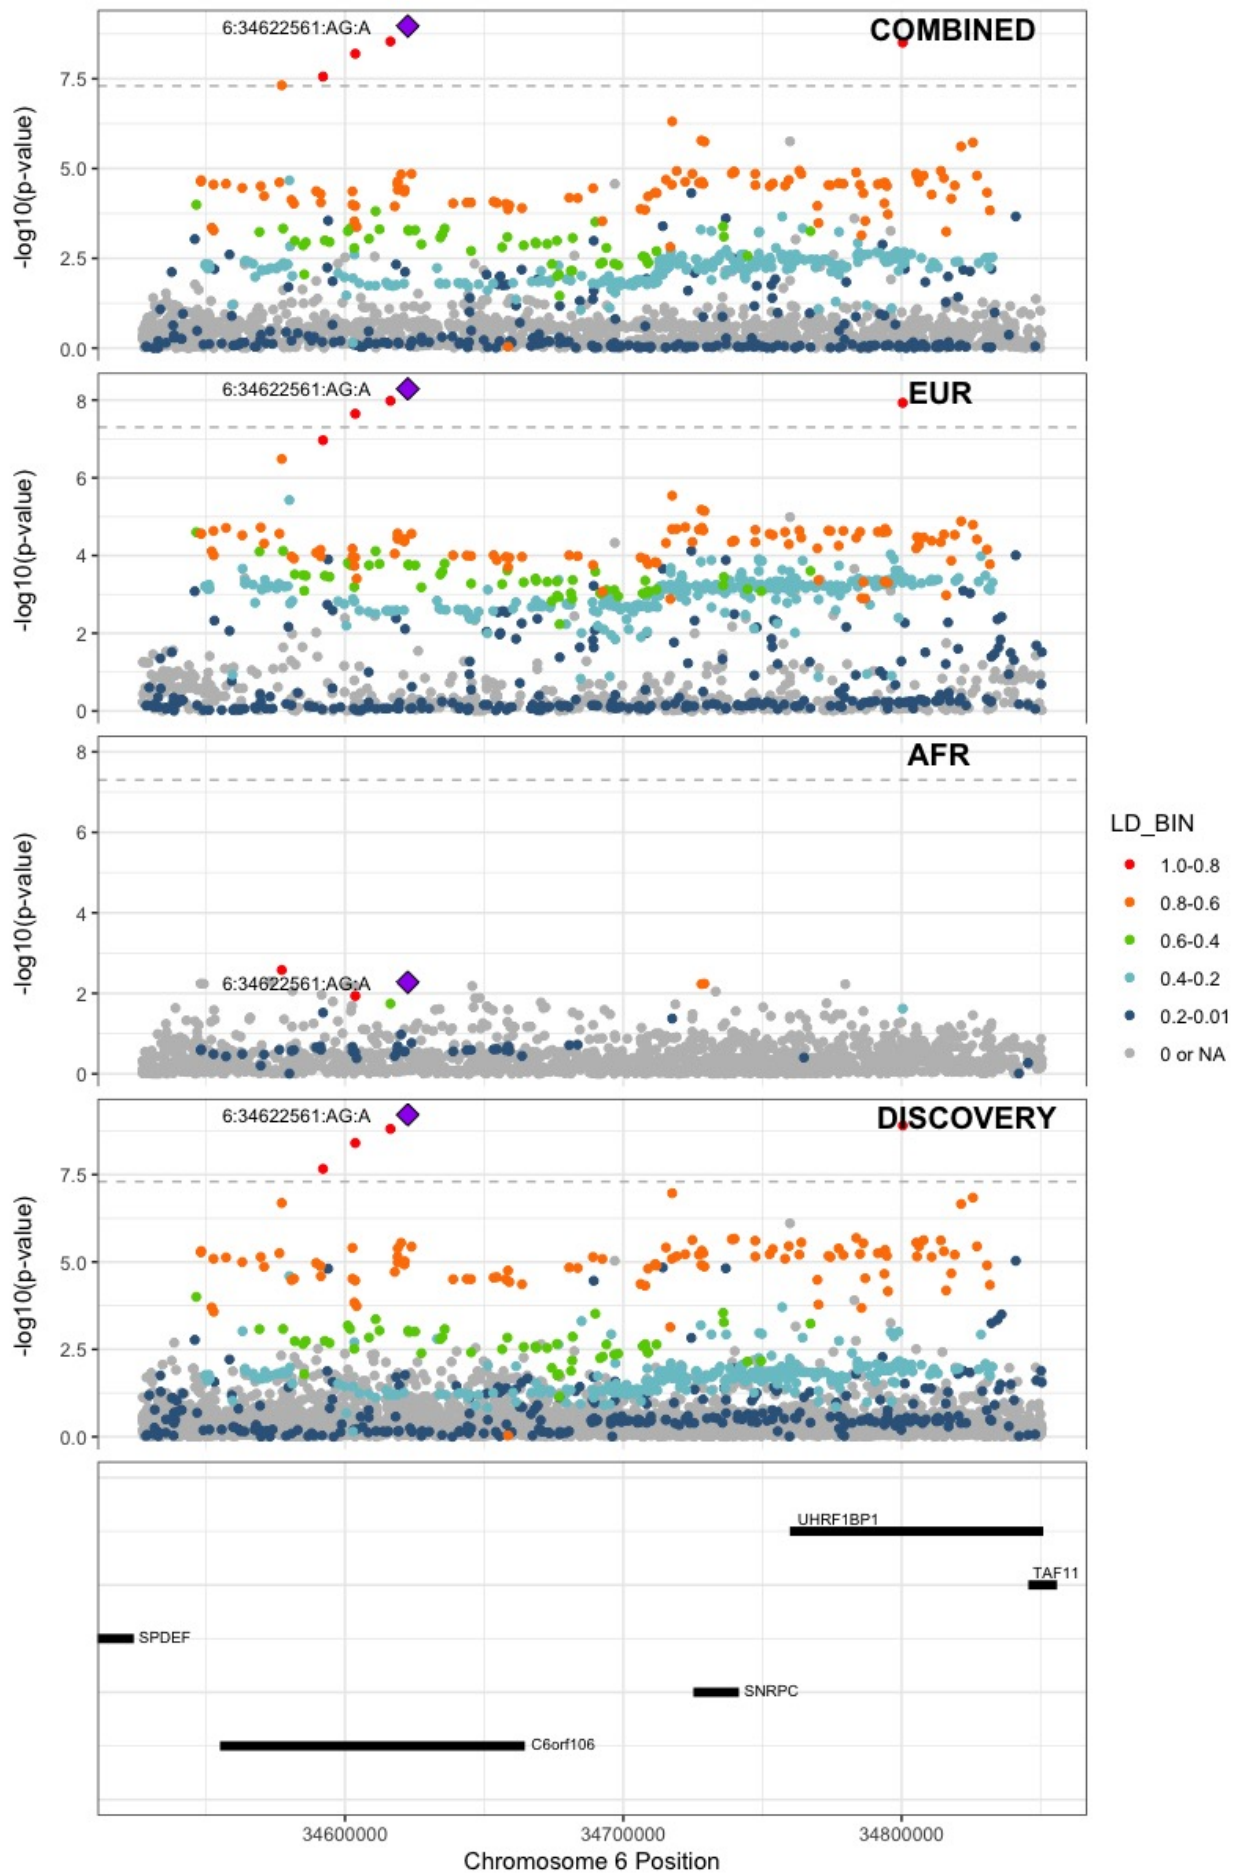 6:34622561:AG:A
COMBINED
7.5
5.0
2.5
0.0
-log10(p-value)
6:34622561:AG:A
EUR
8
6
4
2
0
-log10(p-value)
AFR
8
6
4
6:34622561:AG:A
2
0
-log10(p-value)
LD_BIN
1.0-0.8
0.8-0.6
0.6-0.4
0.4-0.2
0.2-0.01
0 or NA
6:34622561:AG:A
DISCOVERY
7.5
5.0
2.5
0.0
-log10(p-value)
UHRF1BP1
TAF11
SPDEF
SNRPC
C6orf106
34600000
34700000
34800000
Chromosome 6 Position